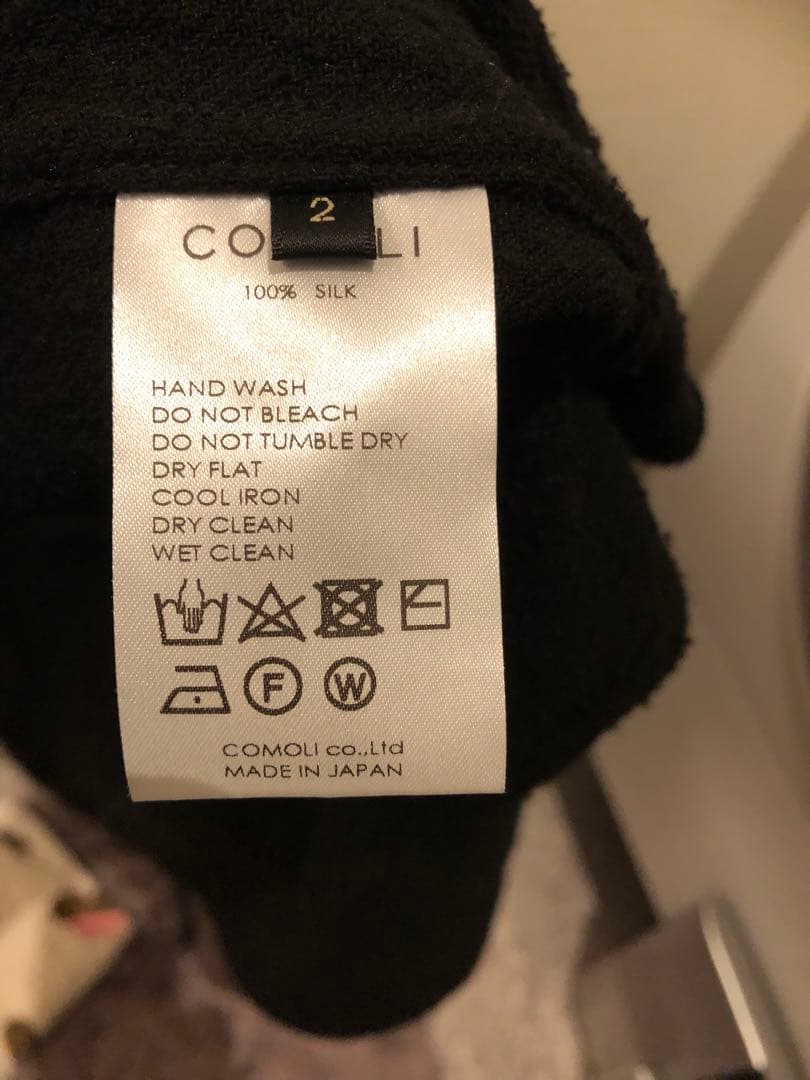 2
CO LI
100% SILK
HAND WASH
DO NOT BLEACH
DO NOT TUMBLE DRY
DRY FLAT
COOL IRON
DRY CLEAN
WET CLEAN
F W
COMOLI co.,Ltd
MADE IN JAPAN